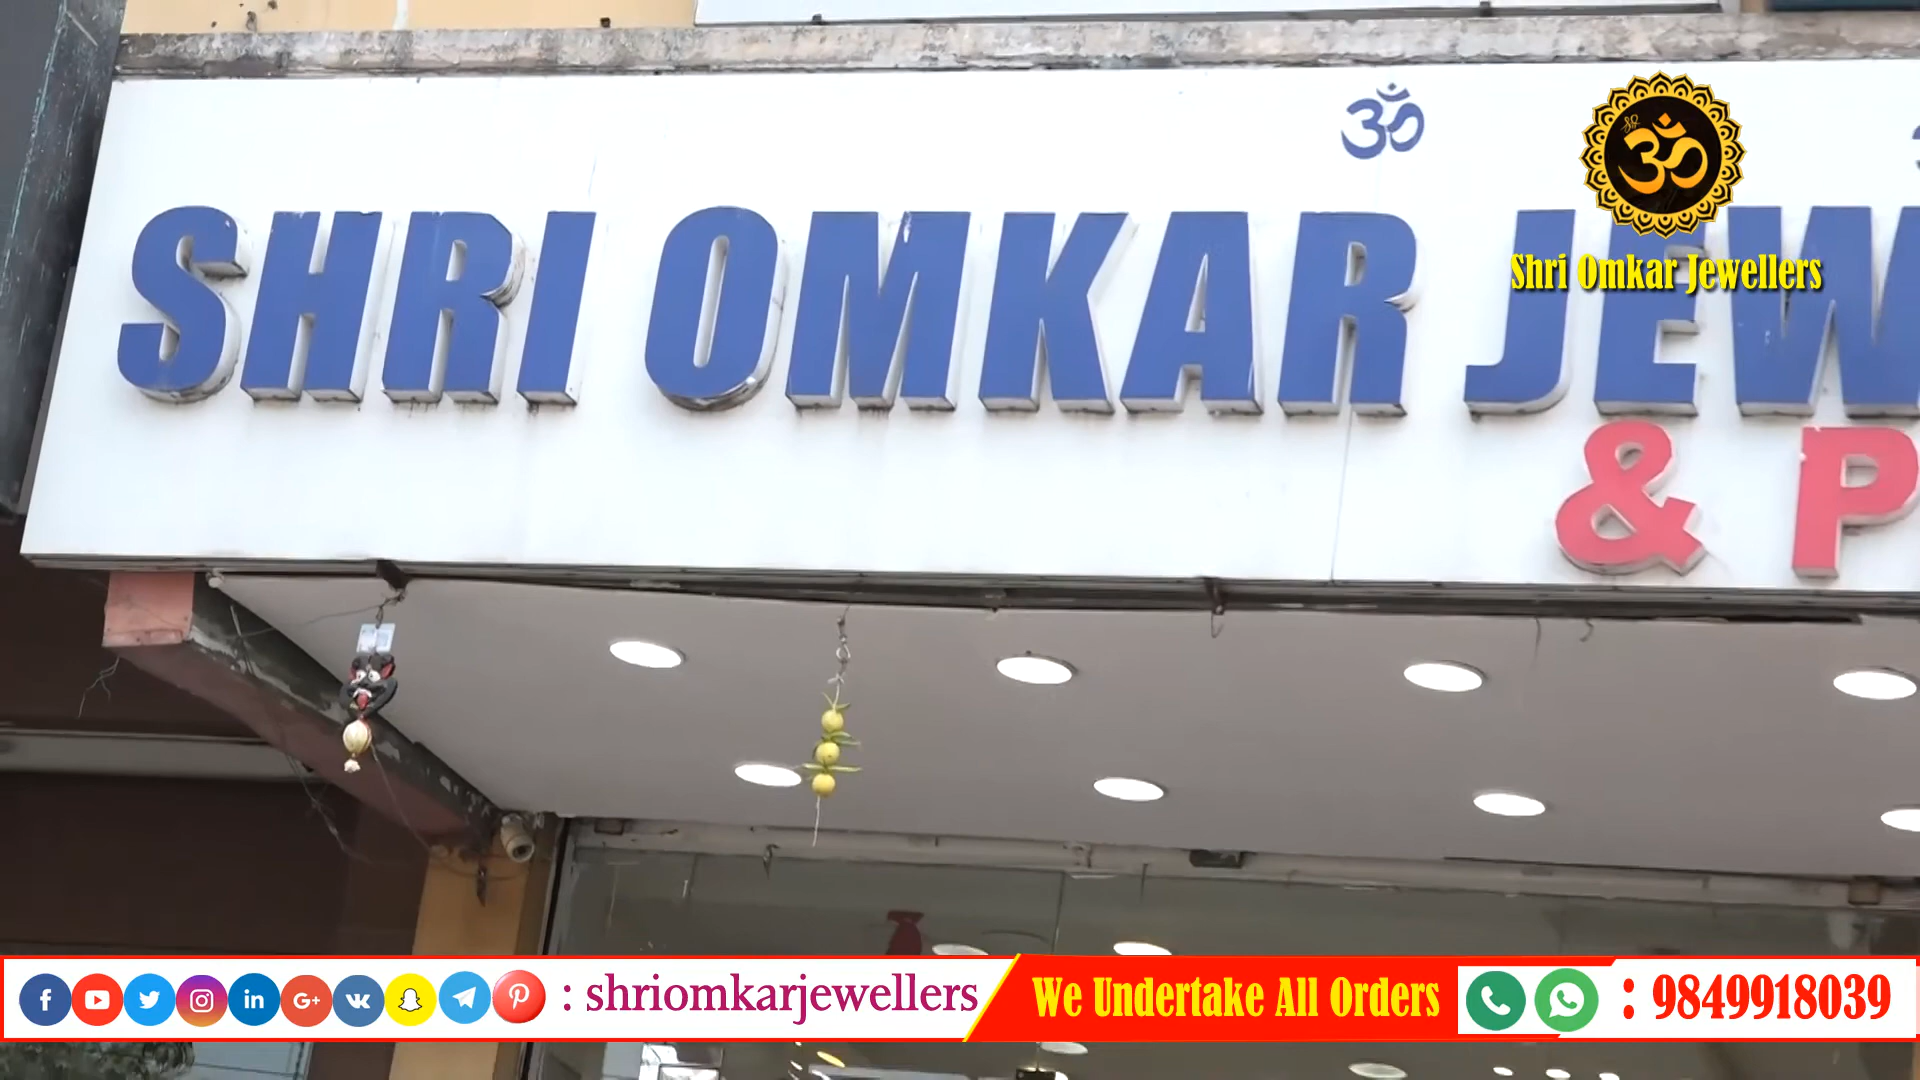 ॐ
SHRI OMKAR JEW
& P
श्री
ॐ
Shri Omkar Jewellers
: shriomkarjewellers
We Undertake All Orders
: 9849918039